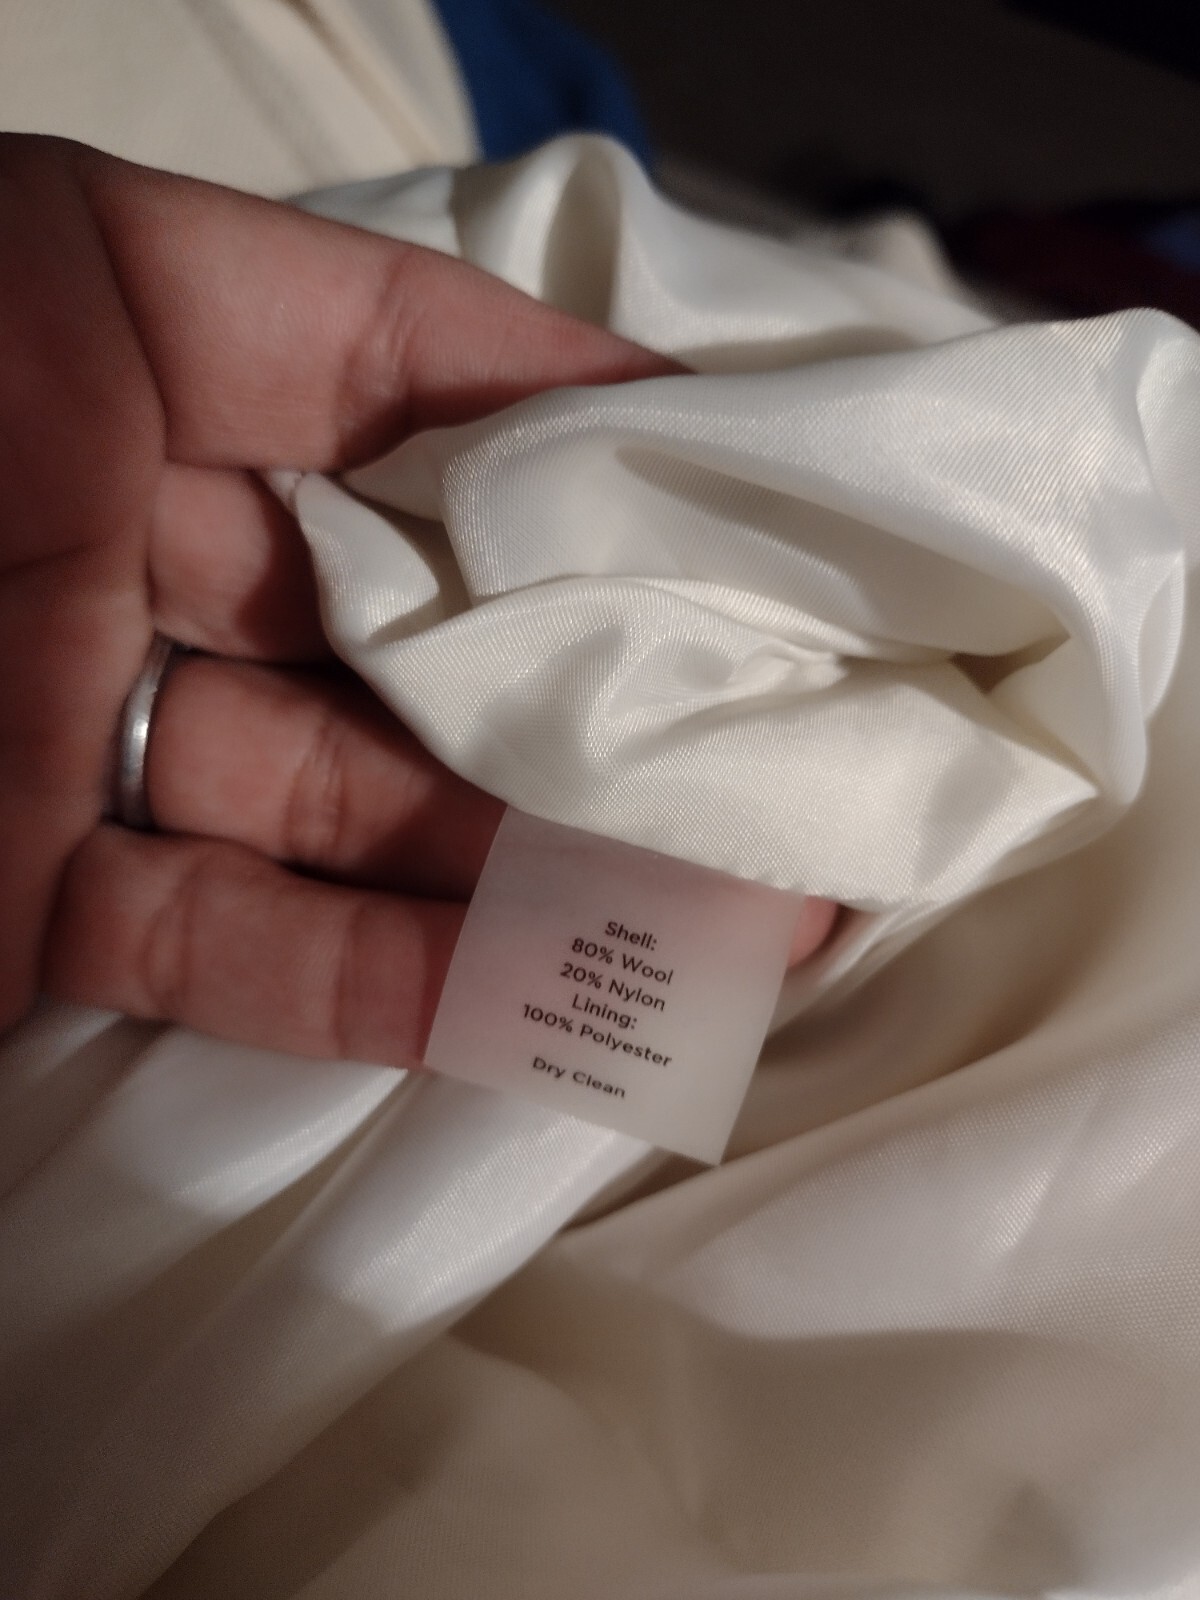 Shell:
80% Wool
20% Nylon
Lining:
100% Polyester
Dry Clean